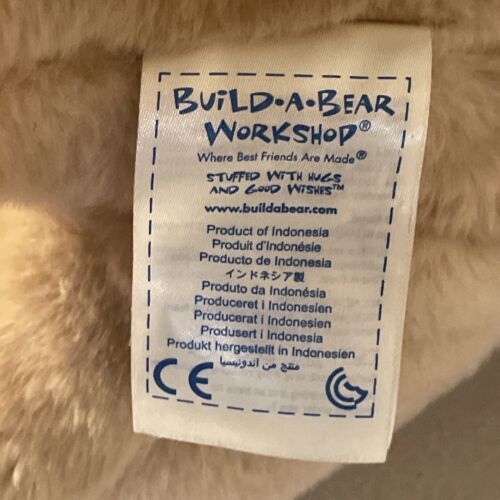 BUILD·A·BEAR
WORKSHOP®
Where Best Friends Are Made®
STUFFED WITH HUGS
AND GOOD WISHES™
www.buildabear.com
Product of Indonesia
Produit d'Indonésie
Producto de Indonesia
インドネシア製
Produto da Indonésia
Produceret i Indonesien
Producerat i Indonesien
Produsert i Indonesia
Produkt hergestellt in Indonesien
منتج من اندونيسيا
CE